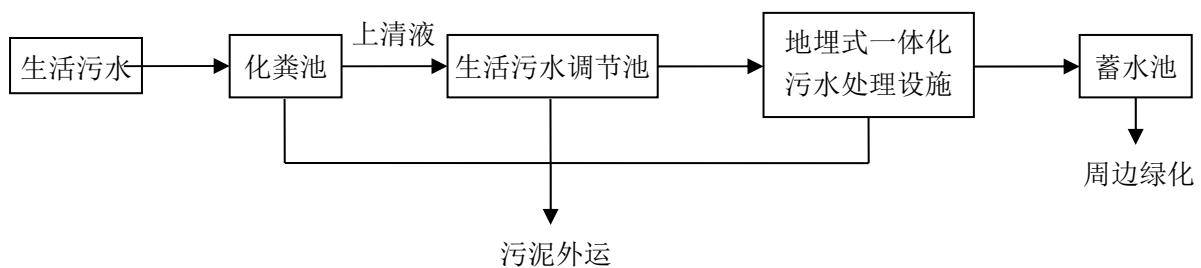 生活污水
化粪池
上清液
生活污水调节池
地埋式一体化
污水处理设施
蓄水池
周边绿化
污泥外运